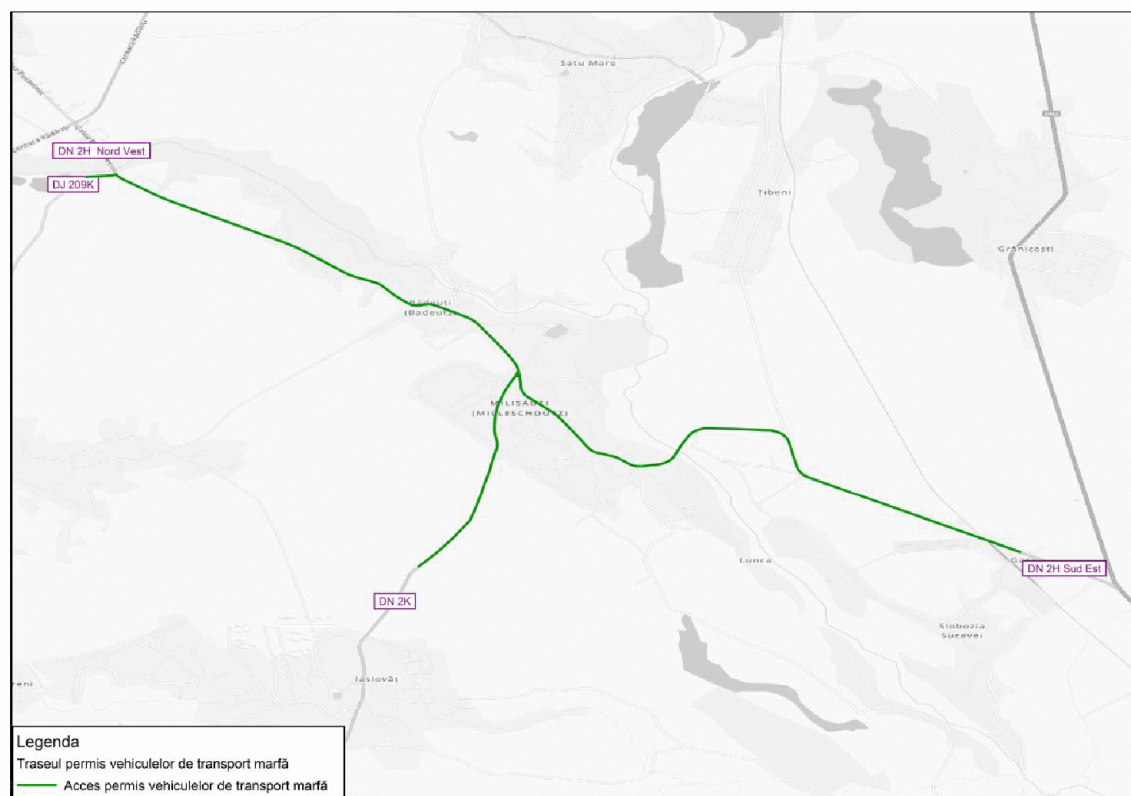 Satu Mare
DN 2H Nord Vest
DJ 209K
Țibeni
Grănicești
Bădeuți
(Badeutz)
MILIȘĂUȚI
(MILLESCHOUTZ)
Lunca
DN 2H Sud Est
DN 2K
Slobozia
Sucevei
Iaslovăț
Legenda
Traseul permis vehiculelor de transport marfă
Acces permis vehiculelor de transport marfă